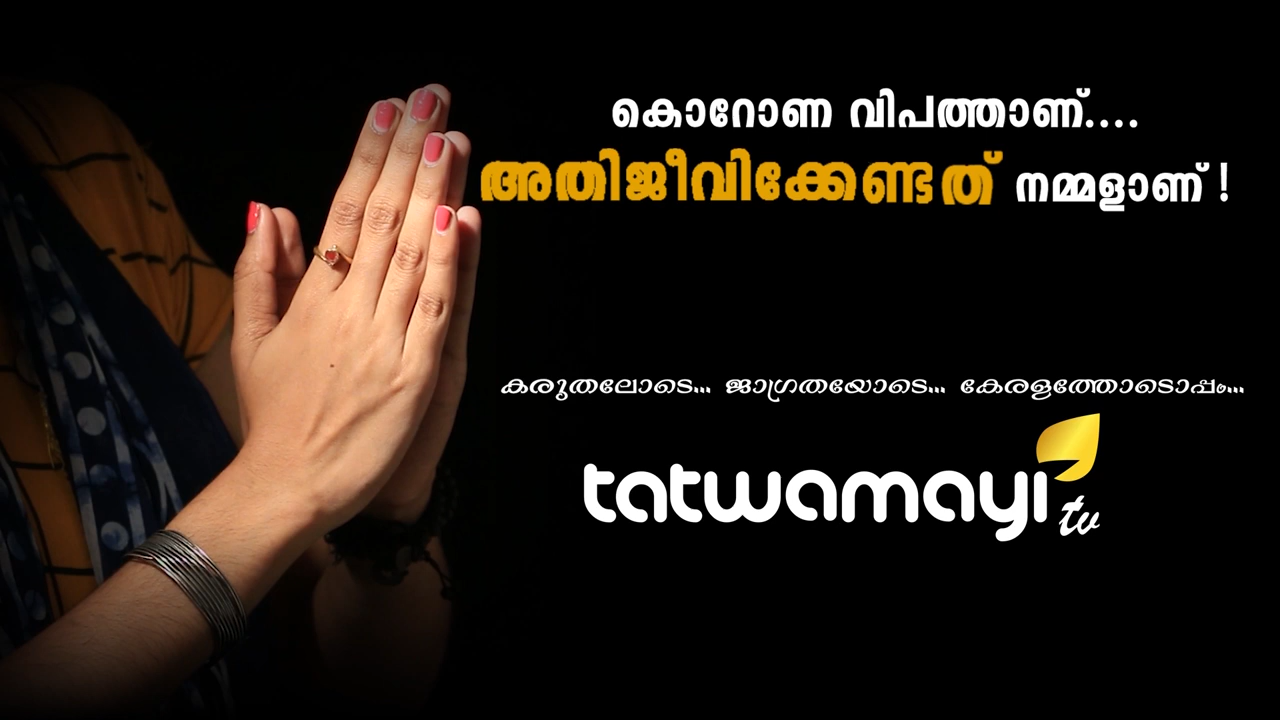 കൊറോണ വിപത്താണ്....
അതിജീവിക്കേണ്ടത് നമ്മളാണ് !
കരുതലോടെ... ജാഗ്രതയോടെ... കേരളത്തോടൊപ്പം...
tatwamayi
tv